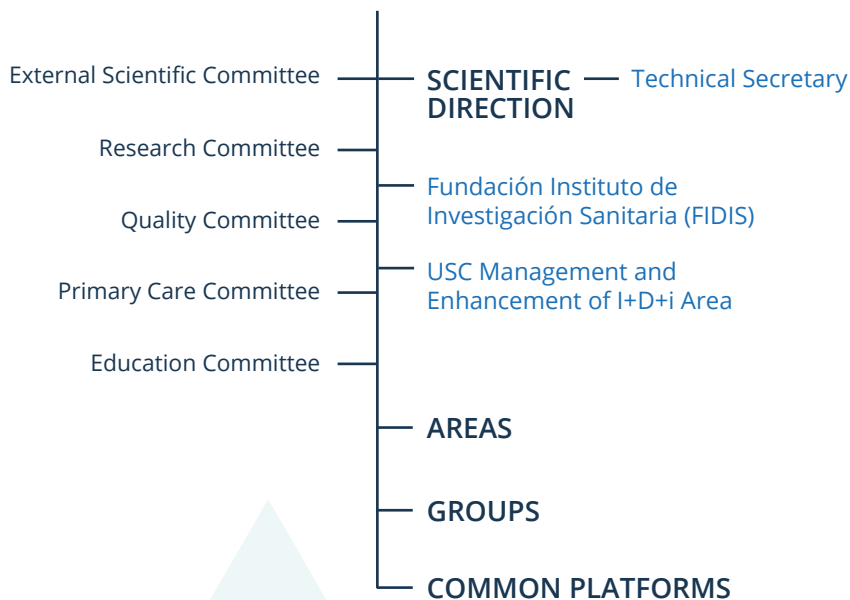 External Scientific Committee
SCIENTIFIC
DIRECTION
Technical Secretary
Research Committee
Fundación Instituto de
Investigación Sanitaria (FIDIS)
Quality Committee
USC Management and
Enhancement of I+D+i Area
Primary Care Committee
Education Committee
AREAS
GROUPS
COMMON PLATFORMS